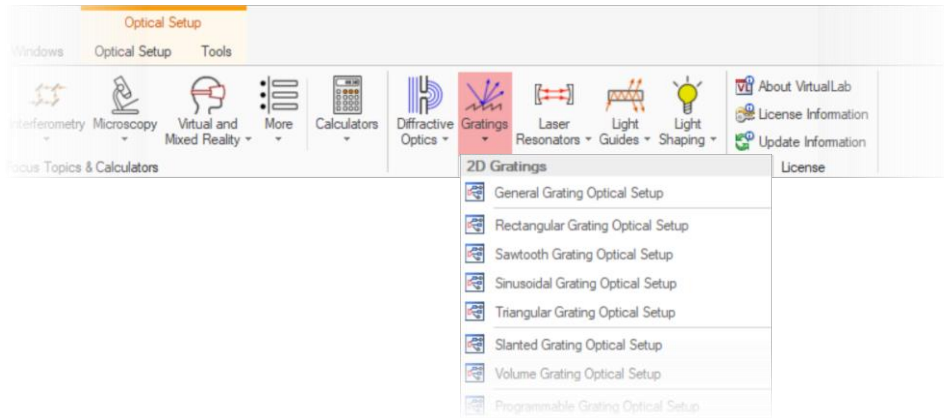 Optical Setup
Windows Optical Setup Tools
Interferometry Microscopy Virtual and Mixed Reality More Calculators Diffractive Optics Gratings Laser Resonators Light Guides Light Shaping
About VirtualLab
License Information
Update Information
Focus Topics & Calculators
License
2D Gratings
General Grating Optical Setup
Rectangular Grating Optical Setup
Sawtooth Grating Optical Setup
Sinusoidal Grating Optical Setup
Triangular Grating Optical Setup
Slanted Grating Optical Setup
Volume Grating Optical Setup
Programmable Grating Optical Setup